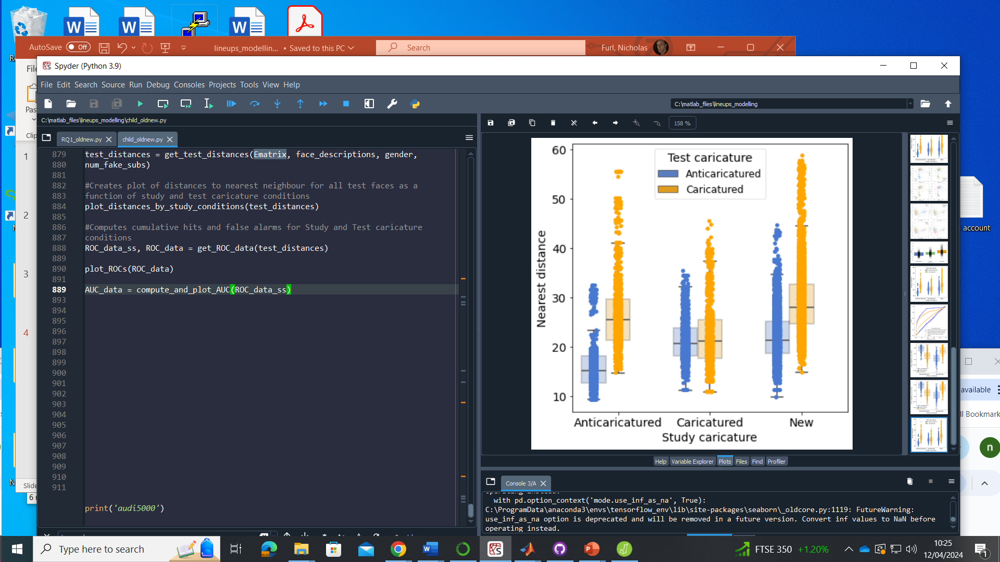 AutoSave Off lineups_modellin... • Saved to this PC Search Furl, Nicholas
File
Clip
Slide
1
2
3
4
Spyder (Python 3.9)
File Edit Search Source Run Debug Consoles Projects Tools View Help
C:\matlab_files\lineups_modelling
C:\matlab_files\lineups_modelling\child_oldnew.py
RQ1_oldnew.py child_oldnew.py
158 %
879 test_distances = get_test_distances(Ematrix, face_descriptions, gender,
880 num_fake_subs)
881
882 #Creates plot of distances to nearest neighbour for all test faces as a
883 function of study and test caricature conditions
884 plot_distances_by_study_conditions(test_distances)
885
886 #Computes cumulative hits and false alarms for Study and Test caricature
887 conditions
888 ROC_data_ss, ROC_data = get_ROC_data(test_distances)
889
890 plot_ROCs(ROC_data)
891
889 AUC_data = compute_and_plot_AUC(ROC_data_ss)
893
894
895
896
897
898
899
900
901
902
903
904
905
906
907
908
909
910
911
print('audi5000')
Test caricature
Anticaricatured
Caricatured
Nearest distance
60
50
40
30
20
10
Anticaricatured Caricatured New
Study caricature
Help Variable Explorer Plots Files Find Profiler
Console 3/A
with pd.option_context('mode.use_inf_as_na', True):
C:\ProgramData\anaconda3\envs\tensorflow_env\lib\site-packages\seaborn\_oldcore.py:1119: FutureWarning:
use_inf_as_na option is deprecated and will be removed in a future version. Convert inf values to NaN before
operating instead.
account
available
ll Bookmark
n
Type here to search
FTSE 350 +1.20%
10:25
12/04/2024
1